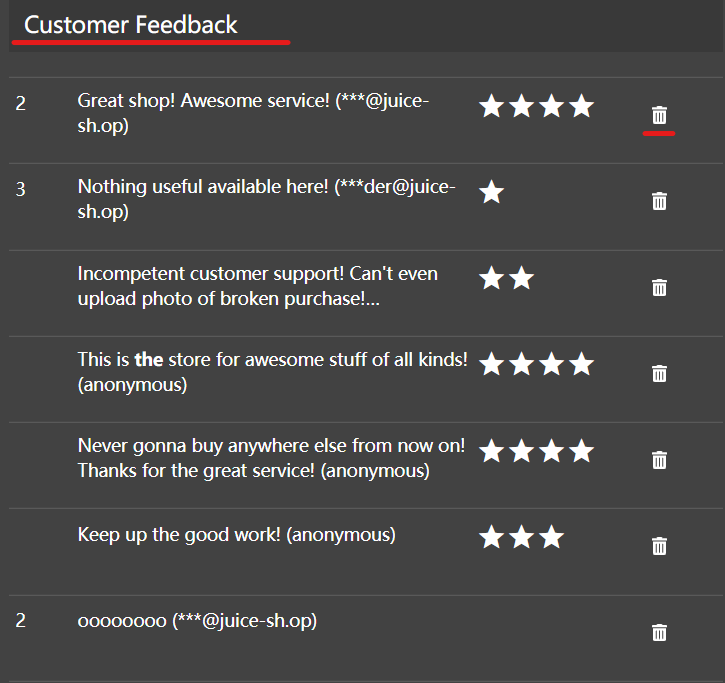 Customer Feedback
2
Great shop! Awesome service! (***@juice-
sh.op)
3
Nothing useful available here! (***der@juice-
sh.op)
Incompetent customer support! Can't even
upload photo of broken purchase!...
This is the store for awesome stuff of all kinds!
(anonymous)
Never gonna buy anywhere else from now on!
Thanks for the great service! (anonymous)
Keep up the good work! (anonymous)
2
oooooooo (***@juice-sh.op)